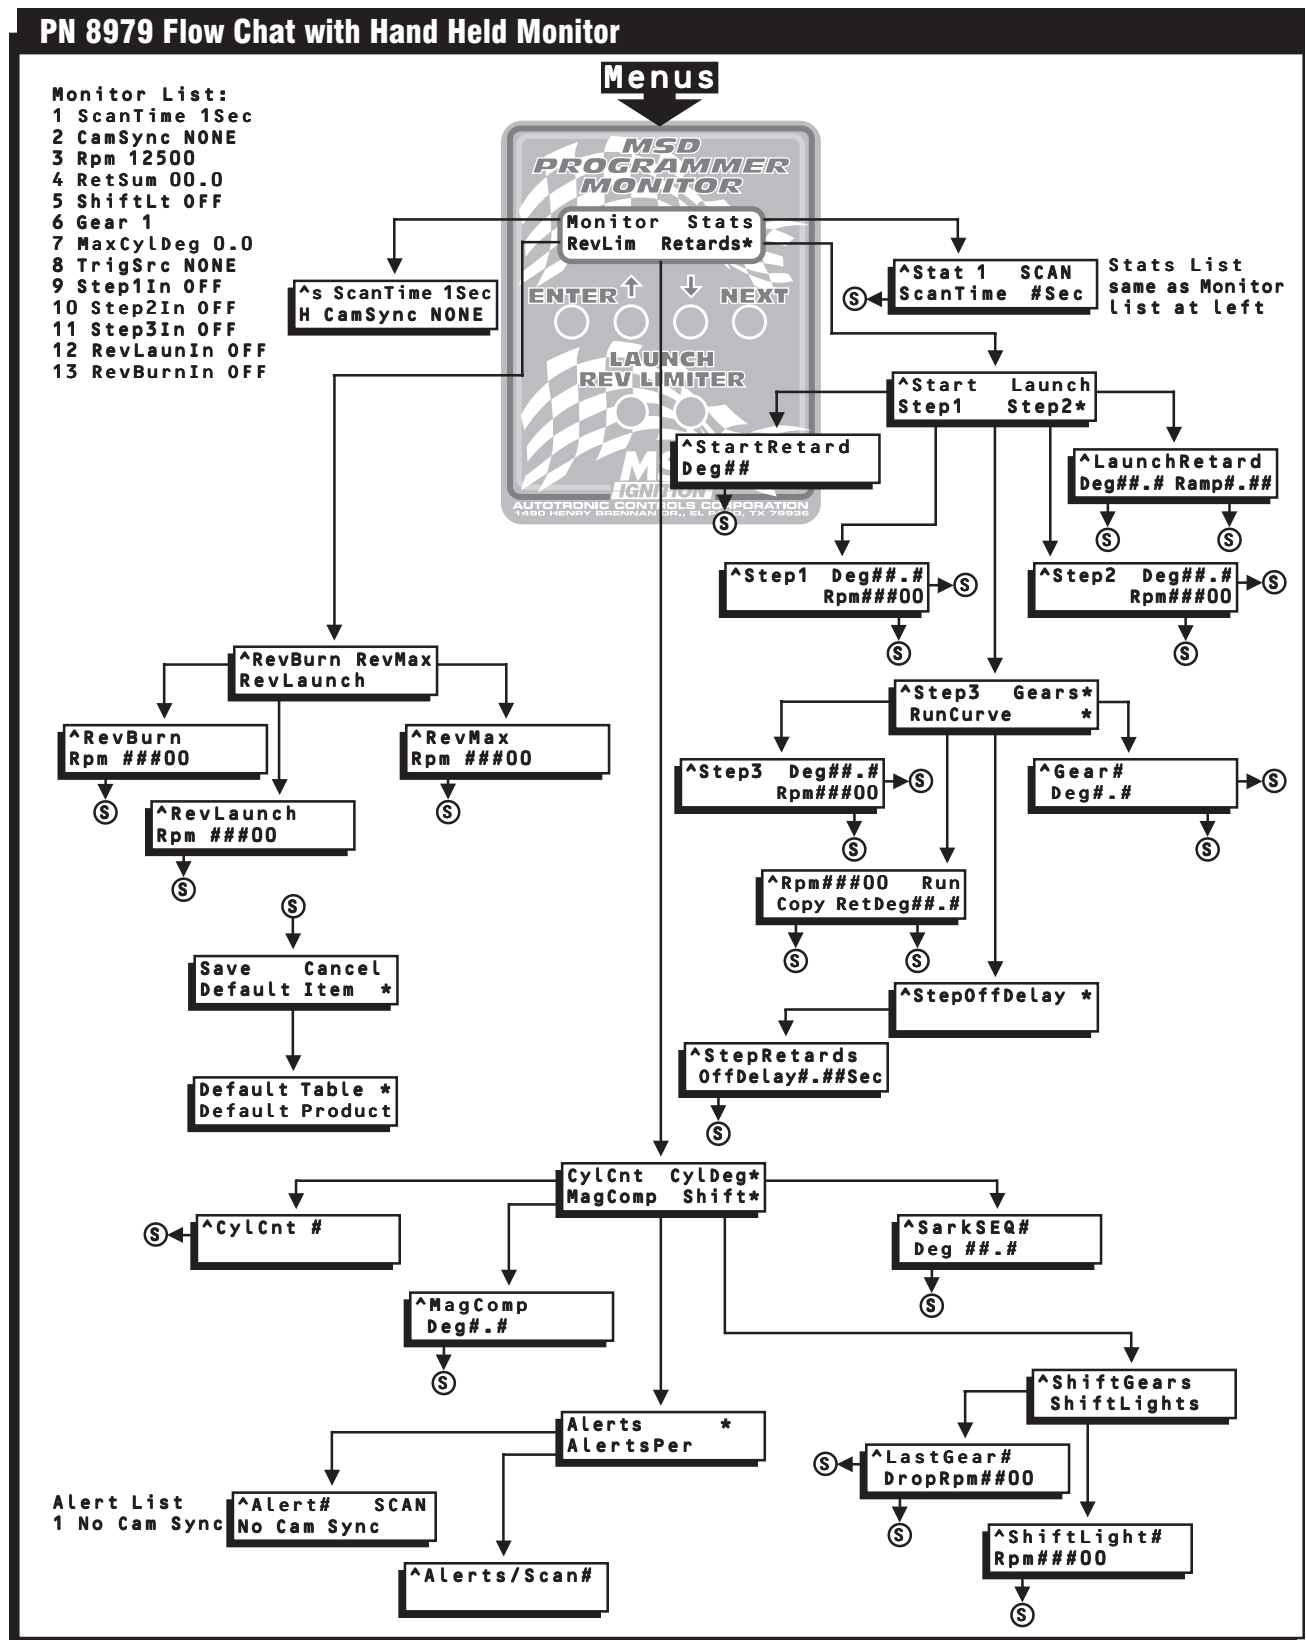 PN 8979 Flow Chat with Hand Held Monitor
Menus
Monitor List:
1 ScanTime 1Sec
2 CamSync NONE
3 Rpm 12500
4 RetSum 00.0
5 ShiftLt OFF
6 Gear 1
7 MaxCylDeg 0.0
8 TrigSrc NONE
9 Step1In OFF
10 Step2In OFF
11 Step3In OFF
12 RevLaunIn OFF
13 RevBurnIn OFF
MSD
PROGRAMMER
MONITOR
Monitor Stats
RevLim Retards*
^s ScanTime 1Sec
H CamSync NONE
ENTER ↑ ↓ NEXT
LAUNCH
REV LIMITER
^Stat 1 SCAN
ScanTime #Sec
S
Stats List
same as Monitor
list at left
^Start Launch
Step1 Step2*
^StartRetard
Deg##
S
^LaunchRetard
Deg##.# Ramp#.##
S S
IGNITION
AUTOTRONIC CONTROLS CORPORATION
1490 HENRY BRENNAN DR., EL PASO, TX 79936
^Step1 Deg##.#
Rpm###00
S
S
^Step2 Deg##.#
Rpm###00
S
S
^RevBurn RevMax
RevLaunch
^RevBurn
Rpm ###00
S
^RevMax
Rpm ###00
S
^RevLaunch
Rpm ###00
S
^Step3 Gears*
RunCurve *
^Step3 Deg##.#
Rpm###00
S
S
^Gear#
Deg#.#
S
S
^Rpm###00 Run
Copy RetDeg##.#
S S
S
Save Cancel
Default Item *
Default Table *
Default Product
^StepOffDelay *
^StepRetards
OffDelay#.##Sec
S
CylCnt CylDeg*
MagComp Shift*
^CylCnt #
S
^SarkSEQ#
Deg ##.#
S
^MagComp
Deg#.#
S
^ShiftGears
ShiftLights
Alerts *
AlertsPer
^LastGear#
DropRpm##00
S
S
Alert List
1 No Cam Sync
^Alert# SCAN
No Cam Sync
^Alerts/Scan#
^ShiftLight#
Rpm###00
S